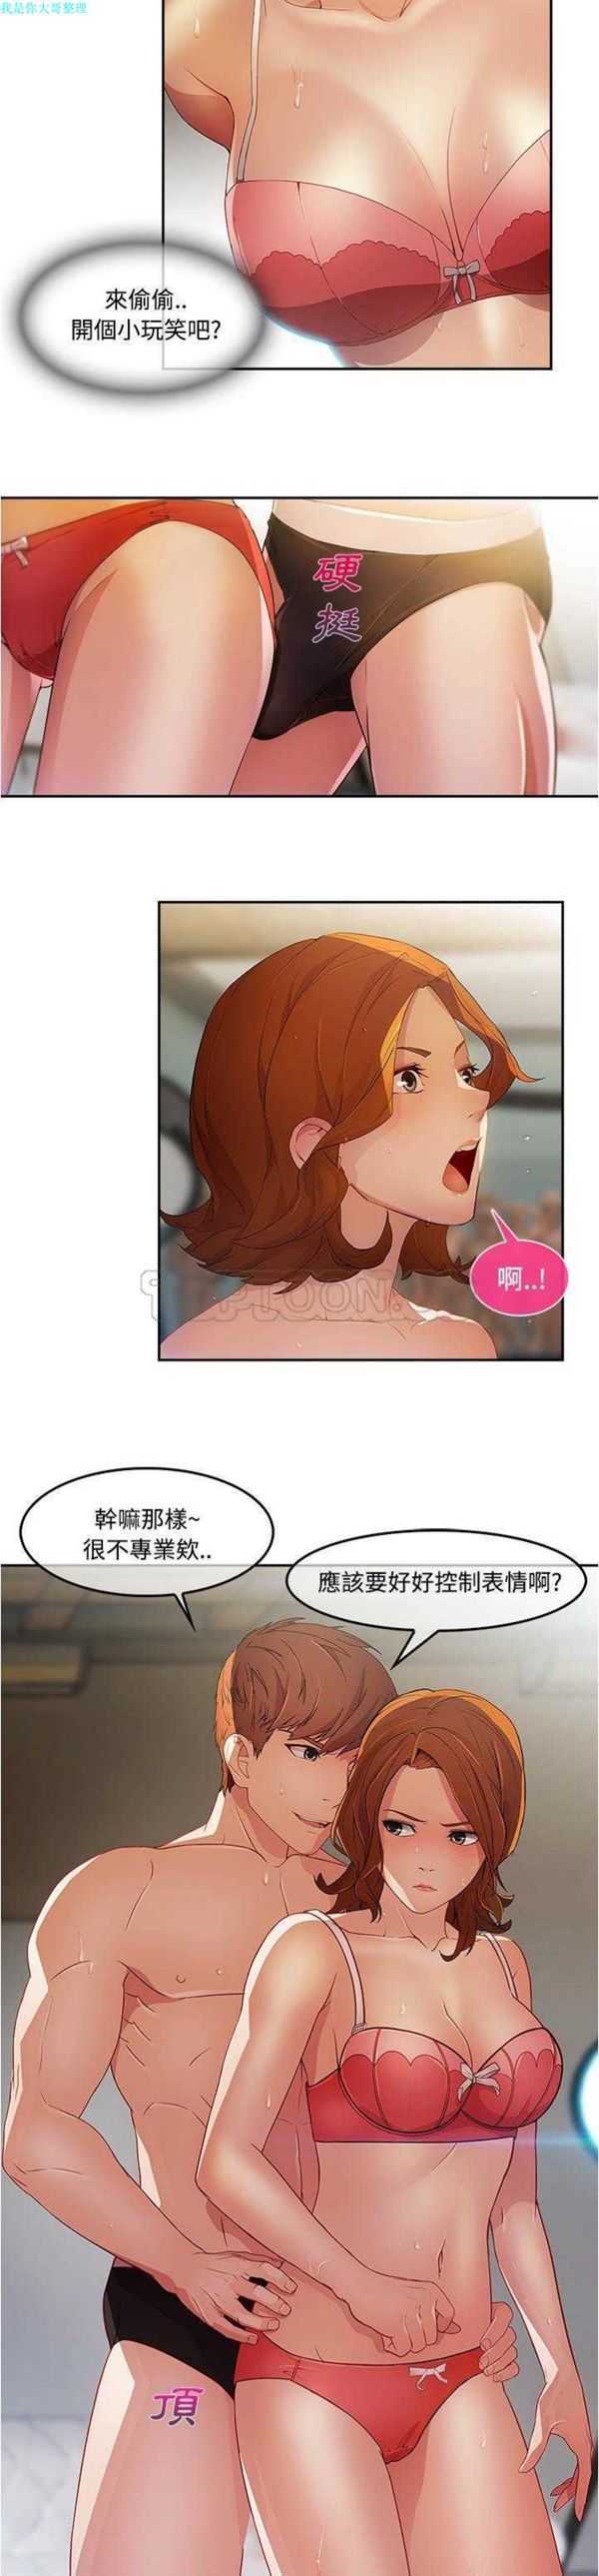 我是你大哥整理
來偷偷..
開個小玩笑吧?
硬
挺
TOPTOON.
啊..!
幹嘛那樣~
很不專業欸..
應該要好好控制表情啊?
頂